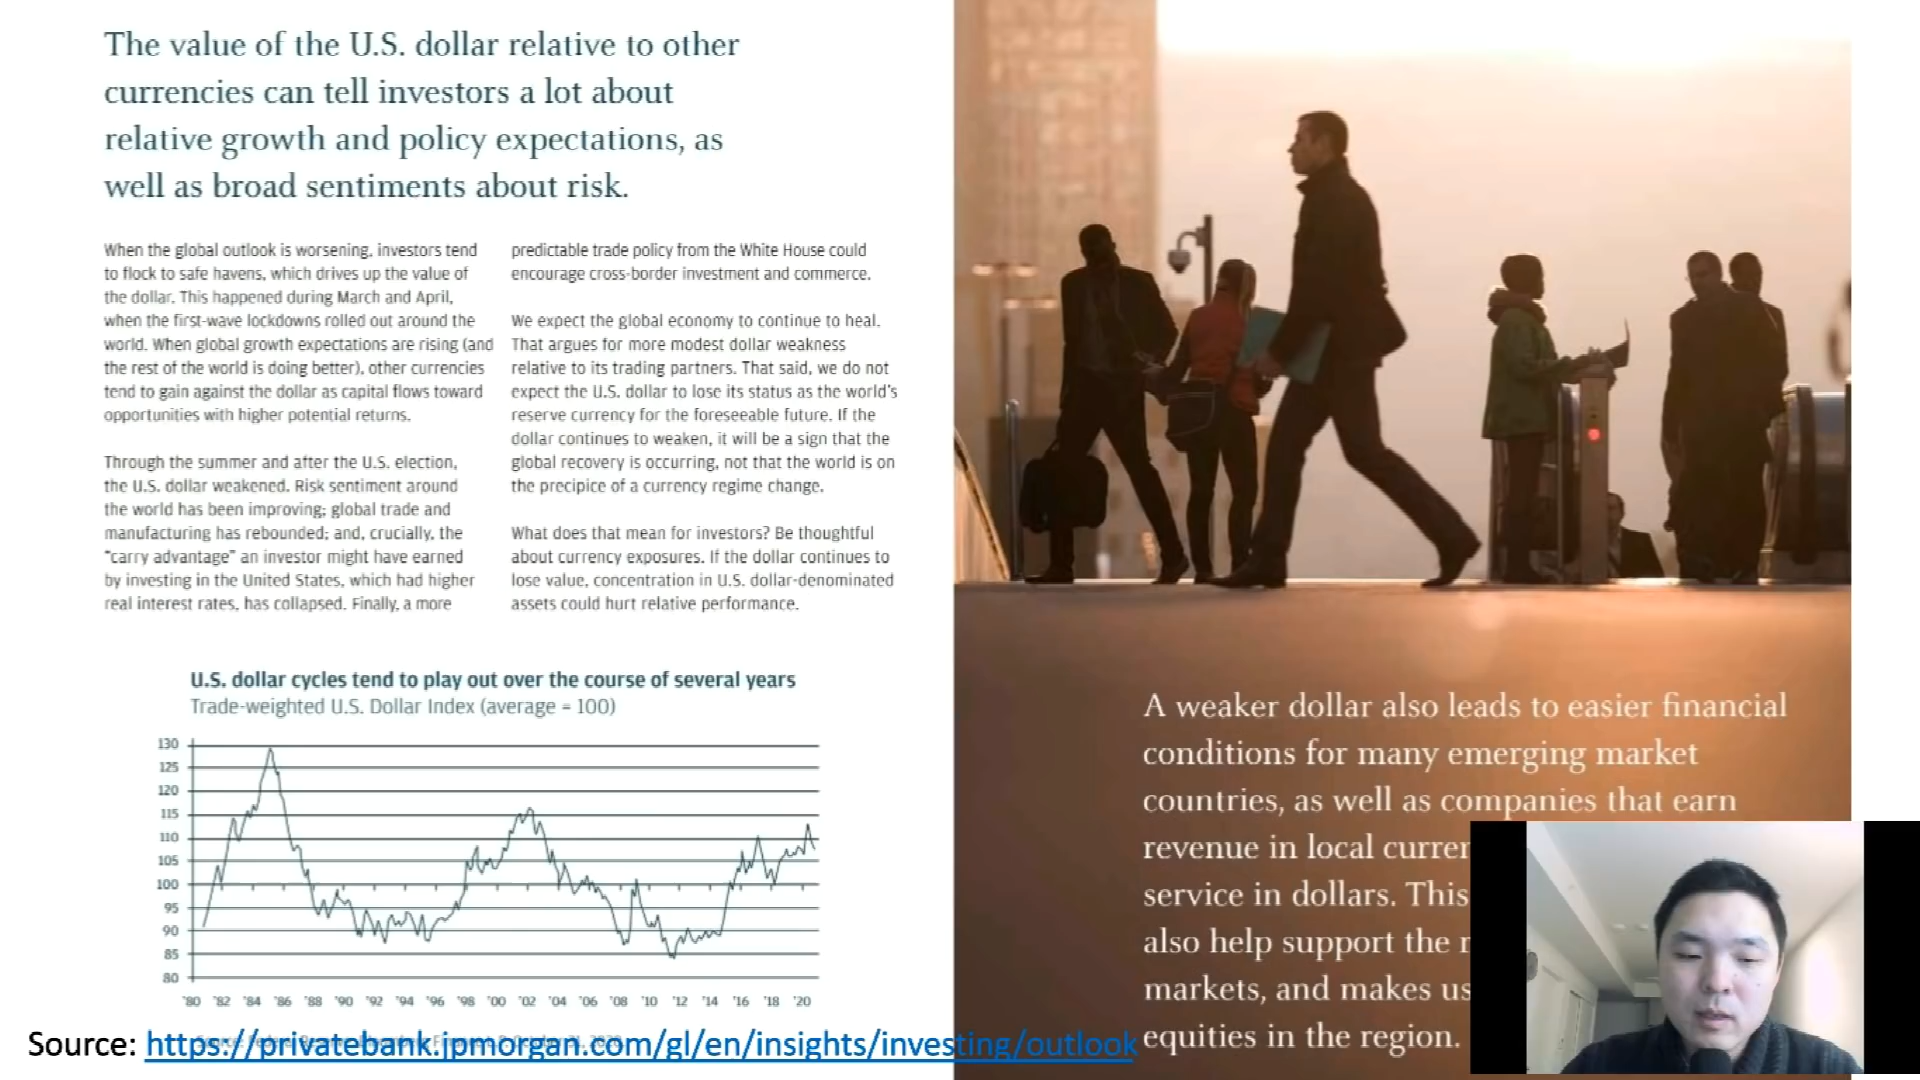 The value of the U.S. dollar relative to other
currencies can tell investors a lot about
relative growth and policy expectations, as
well as broad sentiments about risk.
When the global outlook is worsening, investors tend
to flock to safe havens, which drives up the value of
the dollar. This happened during March and April,
when the first-wave lockdowns rolled out around the
world. When global growth expectations are rising (and
the rest of the world is doing better), other currencies
tend to gain against the dollar as capital flows toward
opportunities with higher potential returns.
Through the summer and after the U.S. election,
the U.S. dollar weakened. Risk sentiment around
the world has been improving; global trade and
manufacturing has rebounded; and, crucially, the
"carry advantage" an investor might have earned
by investing in the United States, which had higher
real interest rates, has collapsed. Finally, a more
predictable trade policy from the White House could
encourage cross-border investment and commerce.
We expect the global economy to continue to heal.
That argues for more modest dollar weakness
relative to its trading partners. That said, we do not
expect the U.S. dollar to lose its status as the world's
reserve currency for the foreseeable future. If the
dollar continues to weaken, it will be a sign that the
global recovery is occurring, not that the world is on
the precipice of a currency regime change.
What does that mean for investors? Be thoughtful
about currency exposures. If the dollar continues to
lose value, concentration in U.S. dollar-denominated
assets could hurt relative performance.
U.S. dollar cycles tend to play out over the course of several years
Trade-weighted U.S. Dollar Index (average = 100)
130
125
120
115
110
105
100
95
90
85
80
'80 '82 '84 '86 '88 '90 '92 '94 '96 '98 '00 '02 '04 '06 '08 '10 '12 '14 '16 '18 '20
Source: https://privatebank.jpmorgan.com/gl/en/insights/investing/outlook
A weaker dollar also leads to easier financial
conditions for many emerging market
countries, as well as companies that earn
revenue in local curren
service in dollars. This
also help support the
markets, and makes us
equities in the region.